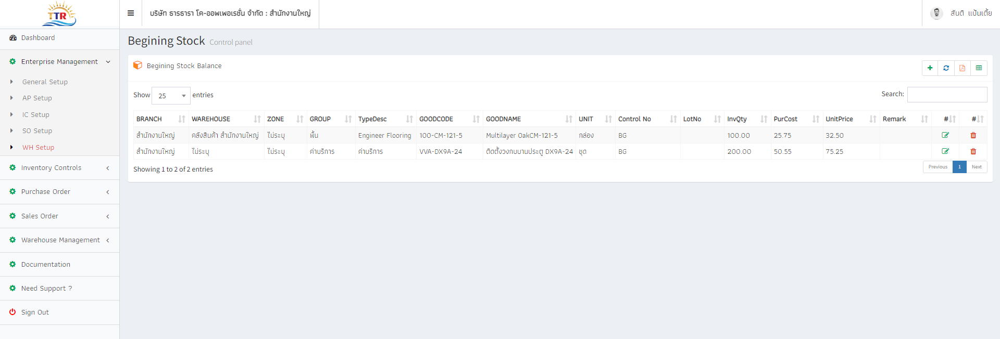 TTR
บริษัท ธารธารา โค-ออพเพอเรชั่น จำกัด : สำนักงานใหญ่
สันติ แป้นเตี้ย
Dashboard
Enterprise Management
General Setup
AP Setup
IC Setup
SO Setup
WH Setup
Inventory Controls
Purchase Order
Sales Order
Warehouse Management
Documentation
Need Support ?
Sign Out
Begining Stock Control panel
Begining Stock Balance
Show 25 entries
Search:
BRANCH WAREHOUSE ZONE GROUP TypeDesc GOODCODE GOODNAME UNIT Control No LotNo InvQty PurCost UnitPrice Remark # #
สำนักงานใหญ่ คลังสินค้า สำนักงานใหญ่ ไม่ระบุ พื้น Engineer Flooring 100-CM-121-5 Multilayer OakCM-121-5 กล่อง BG 100.00 25.75 32.50
สำนักงานใหญ่ ไม่ระบุ ไม่ระบุ ค่าบริการ ค่าบริการ VVA-DX9A-24 ติดตั้งวงกบบานประตู DX9A-24 ชุด BG 200.00 50.55 75.25
Showing 1 to 2 of 2 entries
Previous 1 Next